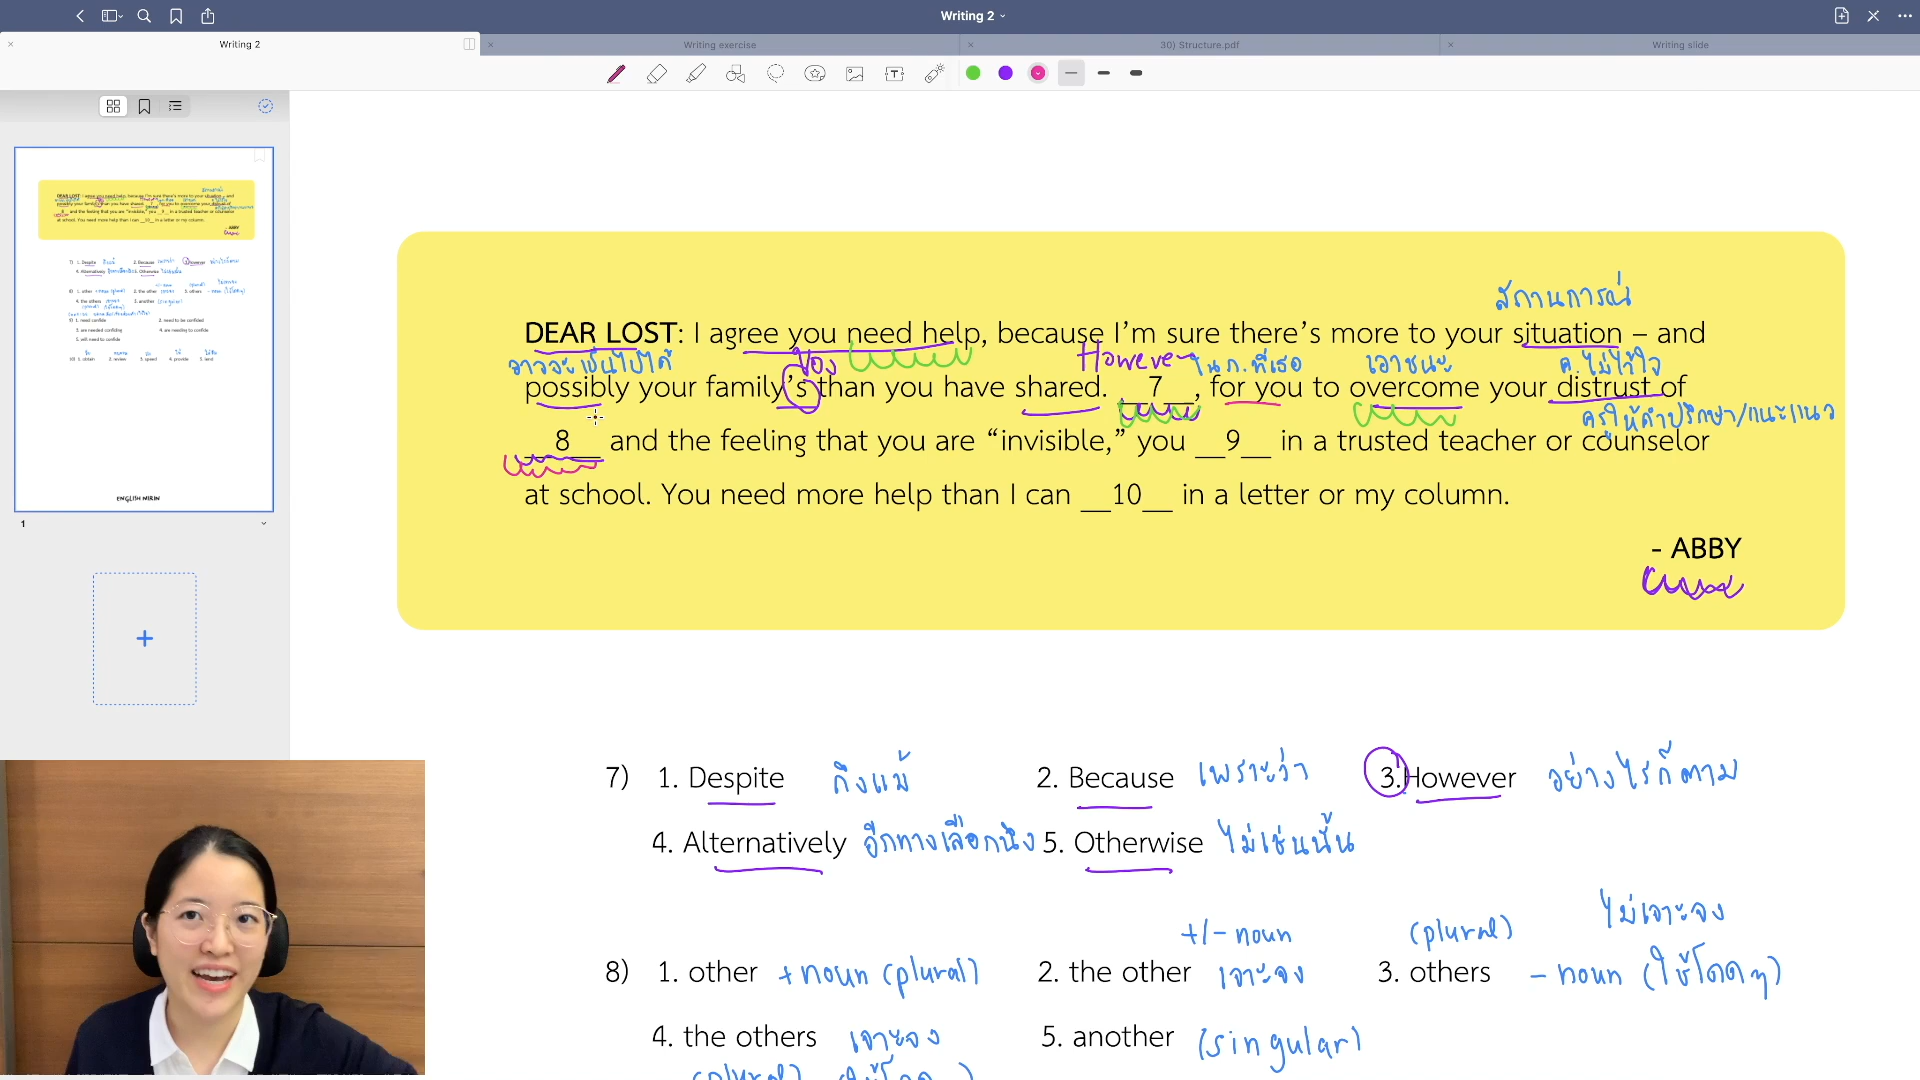 Writing 2
Writing 2
Writing exercise
30) Structure.pdf
Writing slide
สถานการณ์
DEAR LOST: I agree you need help, because I'm sure there's more to your situation – and
อาจจะเป็นไปได้ ของ However ในก.ที่เธอ เอาชนะ ค.ไม่ไว้ใจ
possibly your family's than you have shared. __7__, for you to overcome your distrust of
ครูให้คำปรึกษา/แนะแนว
__8__ and the feeling that you are “invisible,” you __9__ in a trusted teacher or counselor
at school. You need more help than I can __10__ in a letter or my column.
- ABBY
7) 1. Despite ถึงแม้ 2. Because เพราะว่า 3. However อย่างไรก็ตาม
4. Alternatively อีกทางเลือกนึง 5. Otherwise ไม่เช่นนั้น
+/- noun (plural) ไม่เจาะจง
8) 1. other + noun (plural) 2. the other เจาะจง 3. others - noun (ใช้โดดๆ)
4. the others เจาะจง 5. another (singular)
1
ENGLISH NIRIN